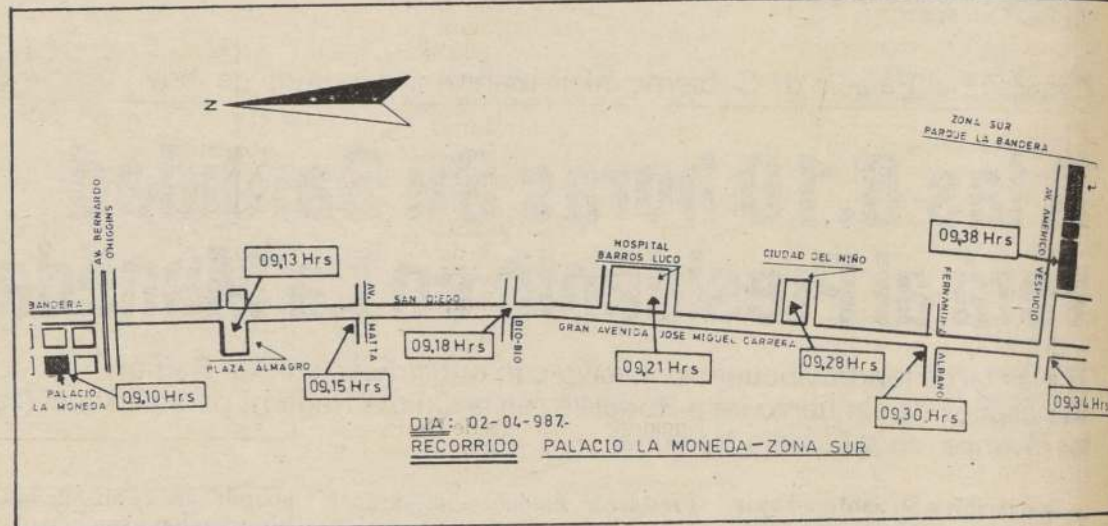 N
ZONA SUR
PARQUE LA BANDERA
AV. BERNARDO
O'HIGGINS
BANDERA
PALACIO
LA MONEDA
09,10 Hrs
09,13 Hrs
PLAZA ALMAGRO
AV.
MATTA
09,15 Hrs
SAN DIEGO
09,18 Hrs
BIO-BIO
HOSPITAL
BARROS LUCO
09,21 Hrs
GRAN AVENIDA JOSE MIGUEL CARRERA
CIUDAD DEL NIÑO
09,28 Hrs
ALBANO
09,30 Hrs
AV. AMERICO VESPUCIO
09,38 Hrs
09,34 Hrs
DIA: 02-04-987.-
RECORRIDO PALACIO LA MONEDA-ZONA SUR